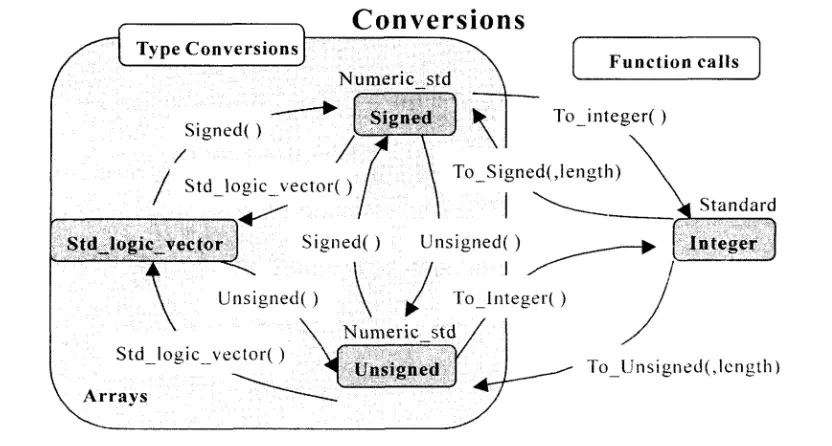 Conversions
Type Conversions
Function calls
Numeric_std
Signed
To_integer( )
Signed( )
To_Signed(,length)
Std_logic_vector( )
Standard
Std_logic_vector
Signed( )
Unsigned( )
Integer
Unsigned( )
To_Integer( )
Numeric_std
Std_logic_vector( )
Unsigned
To_Unsigned(,length)
Arrays